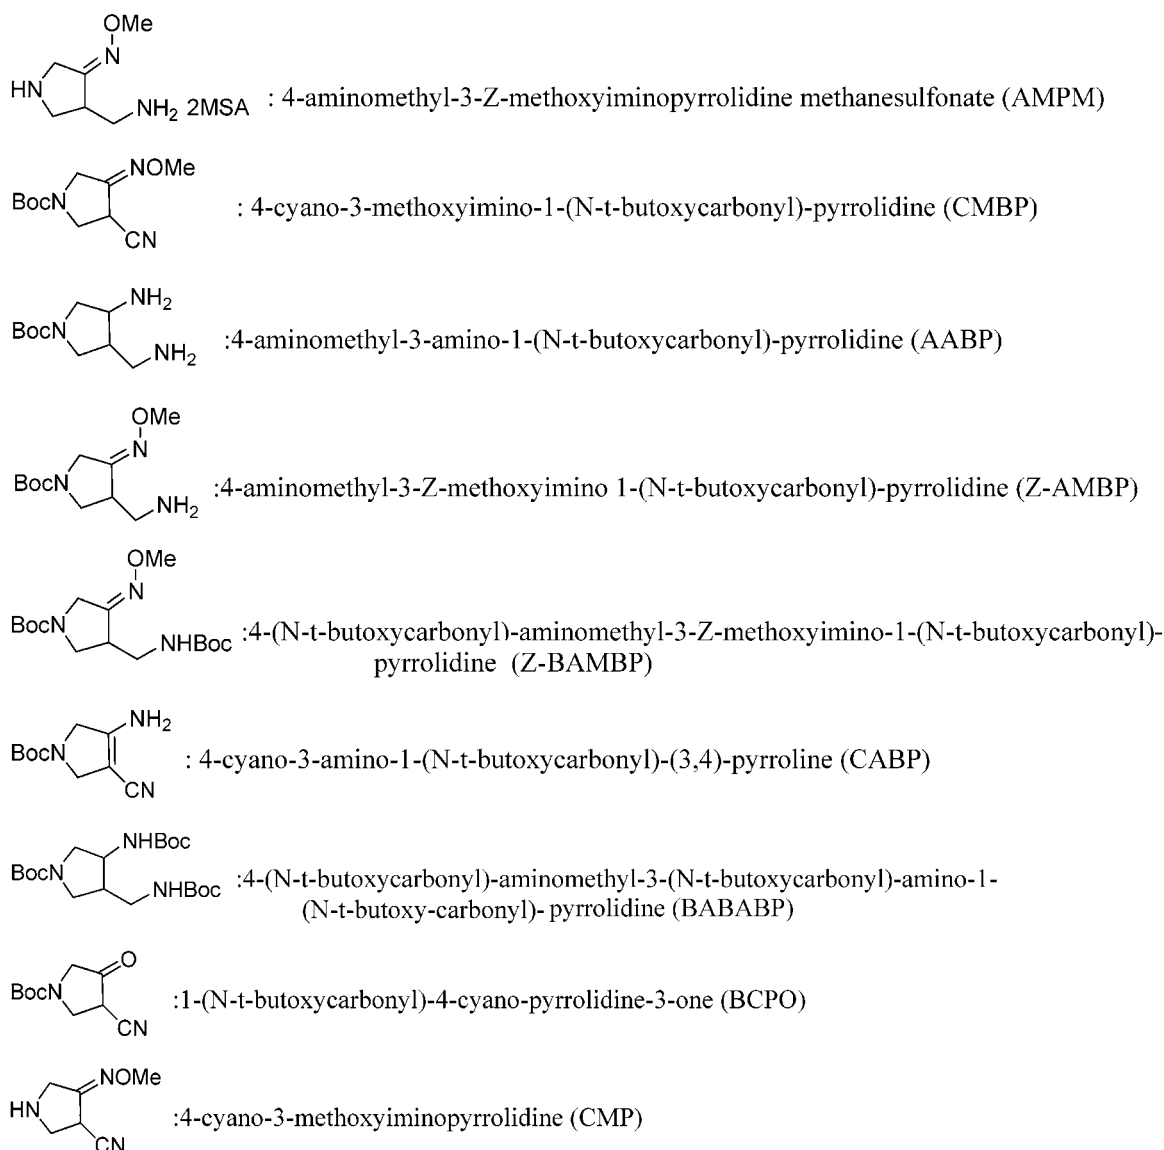 OMe
N
HN
NH2 2MSA : 4-aminomethyl-3-Z-methoxyiminopyrrolidine methanesulfonate (AMPM)
NOMe
BocN : 4-cyano-3-methoxyimino-1-(N-t-butoxycarbonyl)-pyrrolidine (CMBP)
CN
NH2
BocN :4-aminomethyl-3-amino-1-(N-t-butoxycarbonyl)-pyrrolidine (AABP)
NH2
OMe
N
BocN :4-aminomethyl-3-Z-methoxyimino 1-(N-t-butoxycarbonyl)-pyrrolidine (Z-AMBP)
NH2
OMe
N
BocN :4-(N-t-butoxycarbonyl)-aminomethyl-3-Z-methoxyimino-1-(N-t-butoxycarbonyl)-
NHBoc
pyrrolidine (Z-BAMBP)
NH2
BocN : 4-cyano-3-amino-1-(N-t-butoxycarbonyl)-(3,4)-pyrroline (CABP)
CN
NHBoc
BocN :4-(N-t-butoxycarbonyl)-aminomethyl-3-(N-t-butoxycarbonyl)-amino-1-
NHBoc
(N-t-butoxy-carbonyl)- pyrrolidine (BABABP)
O
BocN :1-(N-t-butoxycarbonyl)-4-cyano-pyrrolidine-3-one (BCPO)
CN
NOMe
HN :4-cyano-3-methoxyiminopyrrolidine (CMP)
CN